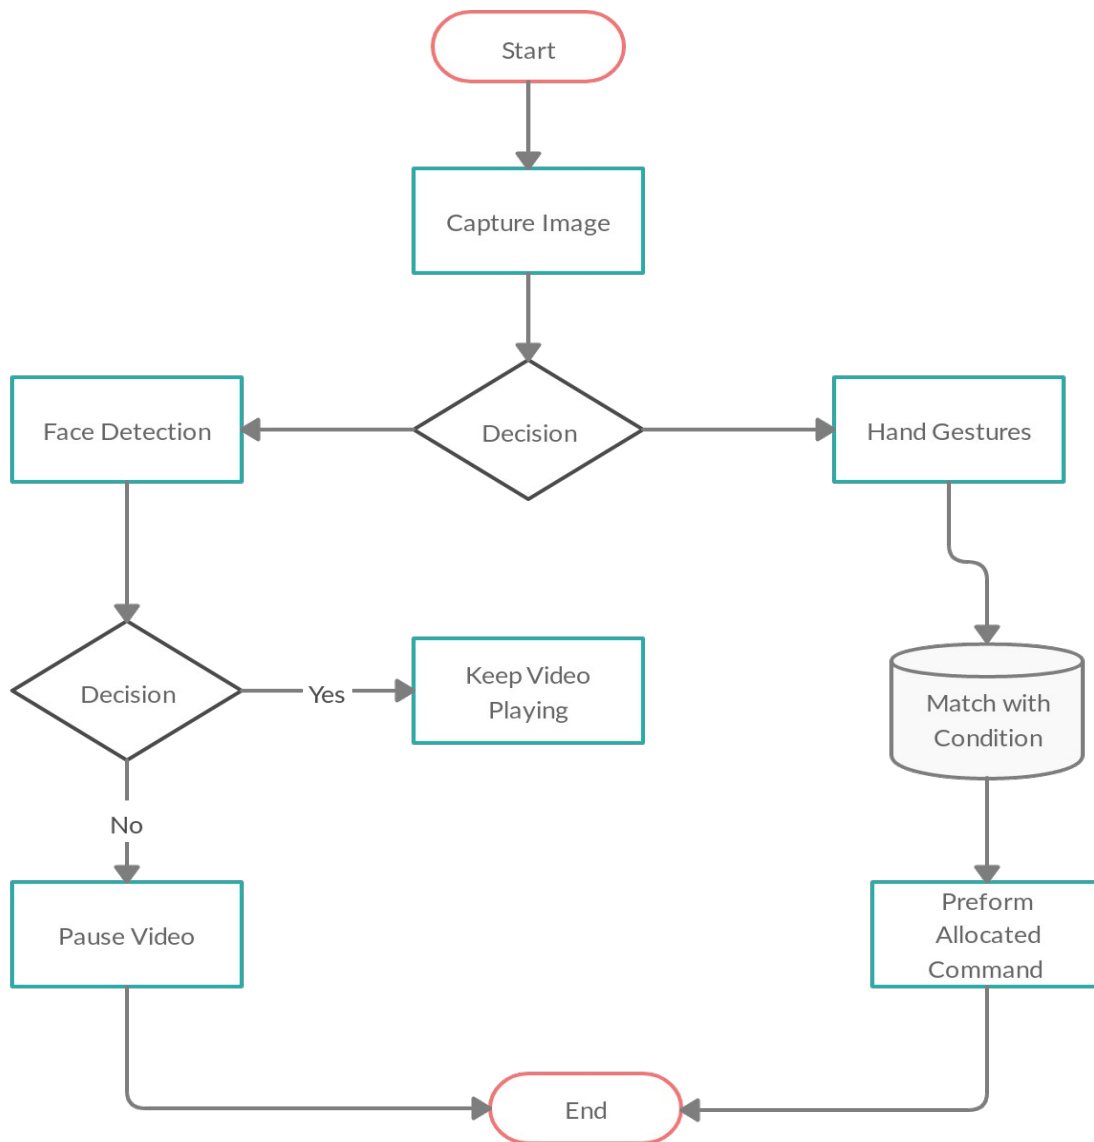 Start
Capture Image
Face Detection
Decision
Hand Gestures
Decision
Yes
Keep Video
Playing
Match with
Condition
No
Pause Video
Preform
Allocated
Command
End